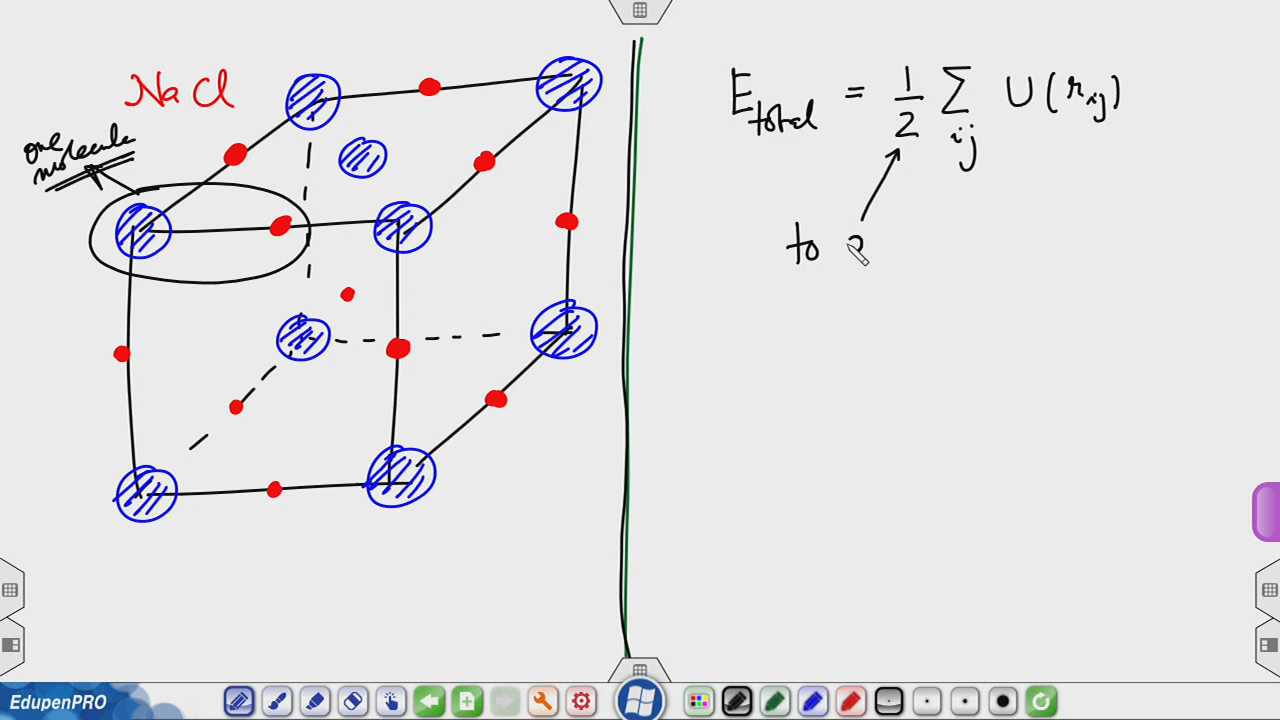 NaCl
one
molecule
E_total = 1/2 Σ_ij U(r_ij)
to
EdupenPRO